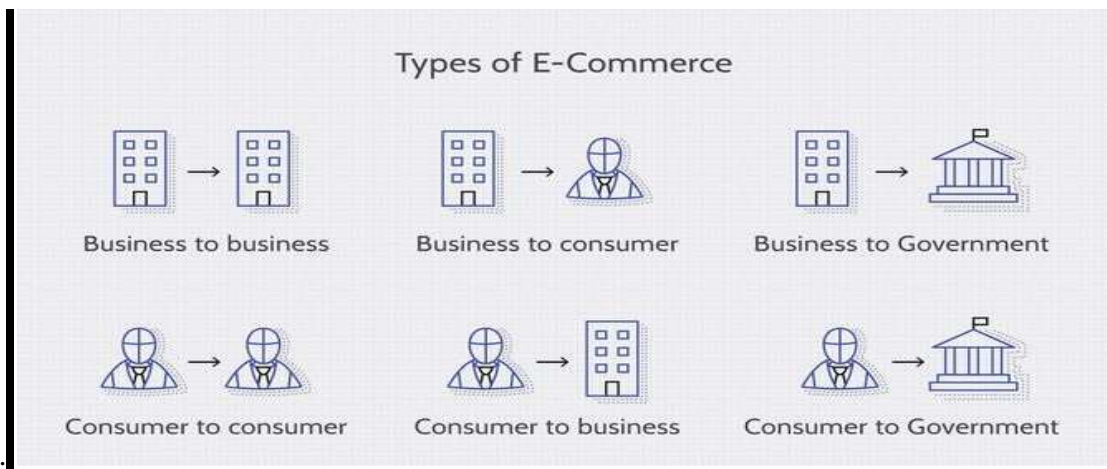 Types of E-Commerce
Business to business
Business to consumer
Business to Government
Consumer to consumer
Consumer to business
Consumer to Government